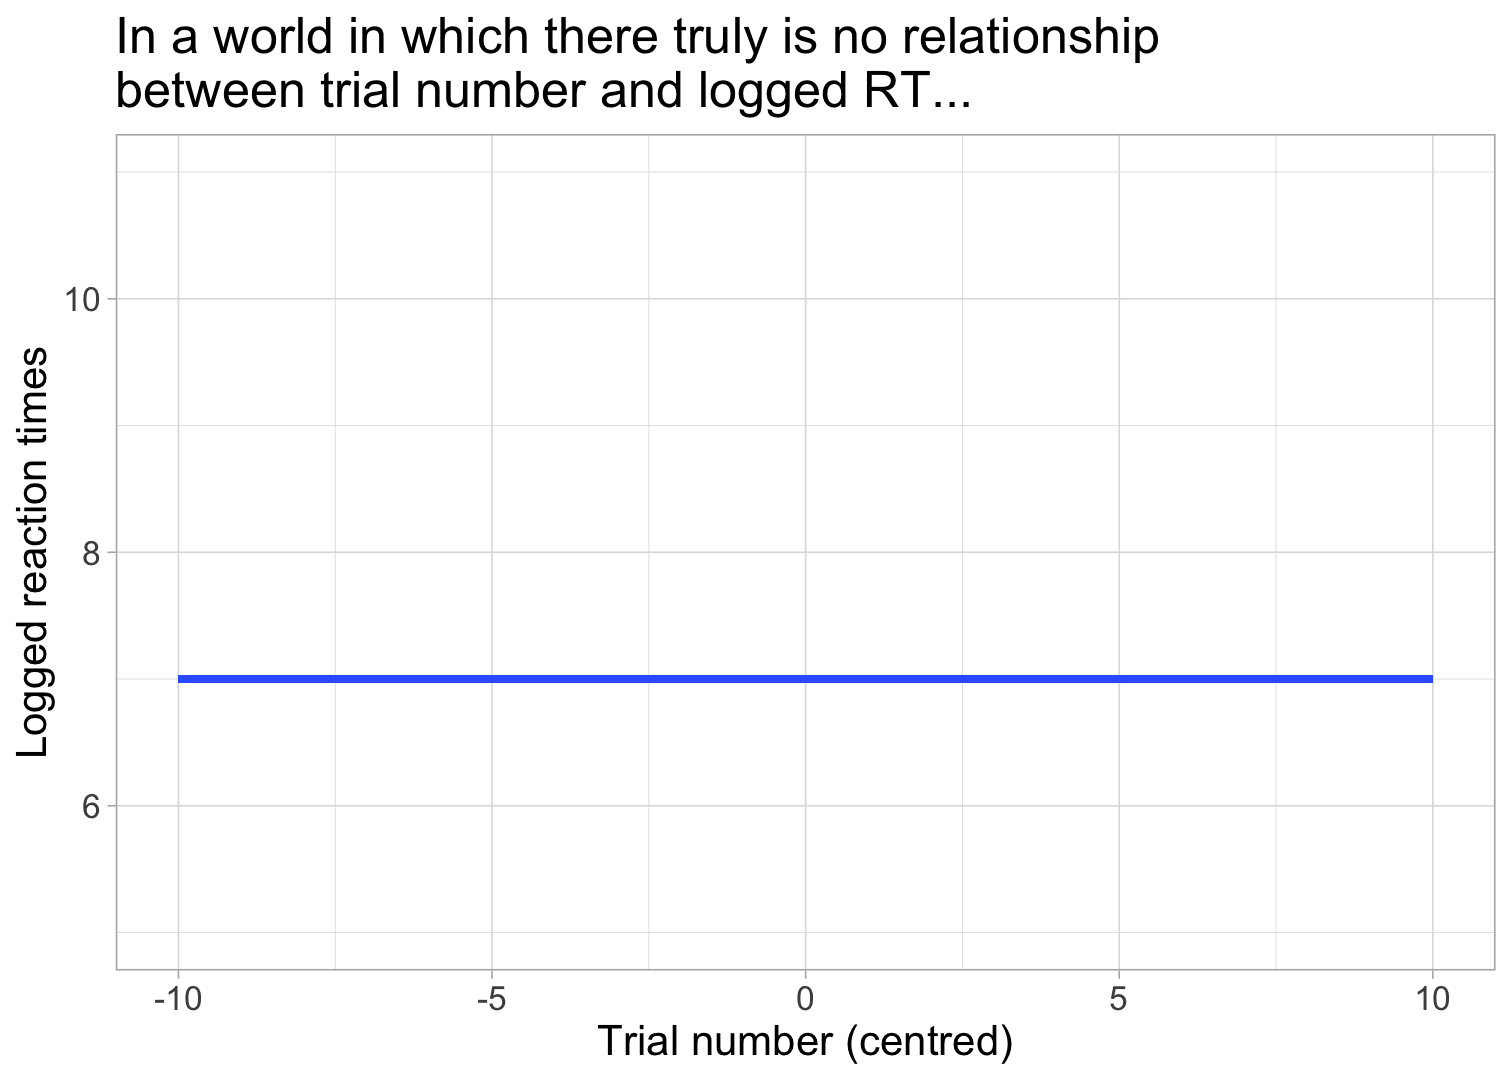 In a world in which there truly is no relationship
between trial number and logged RT...
Logged reaction times
10
8
6
-10
-5
0
5
10
Trial number (centred)